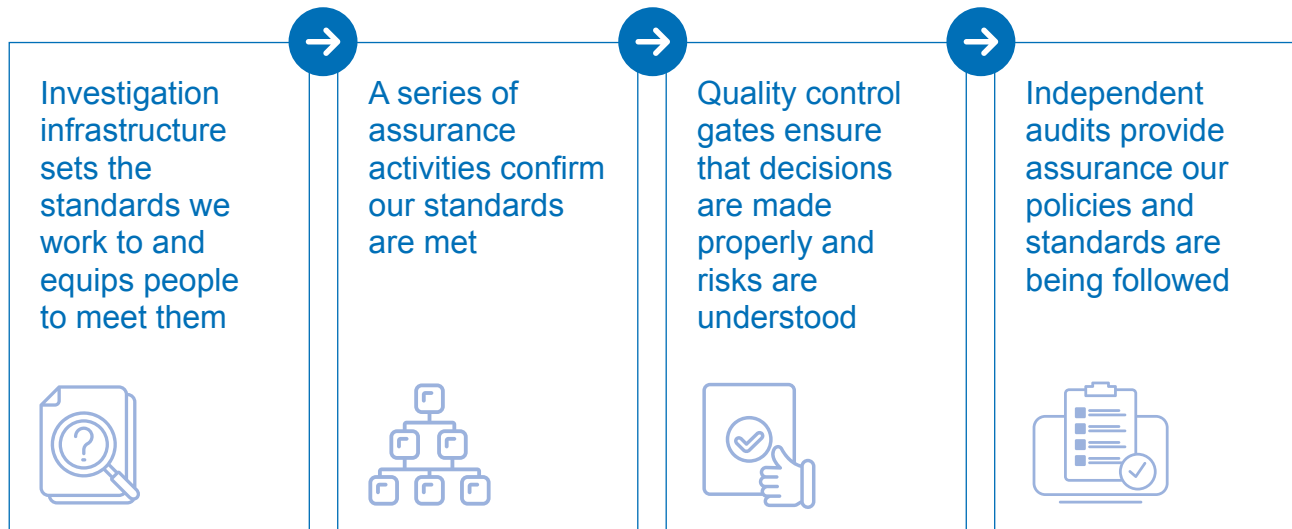 Investigation
infrastructure
sets the
standards we
work to and
equips people
to meet them
A series of
assurance
activities confirm
our standards
are met
Quality control
gates ensure
that decisions
are made
properly and
risks are
understood
Independent
audits provide
assurance our
policies and
standards are
being followed
?